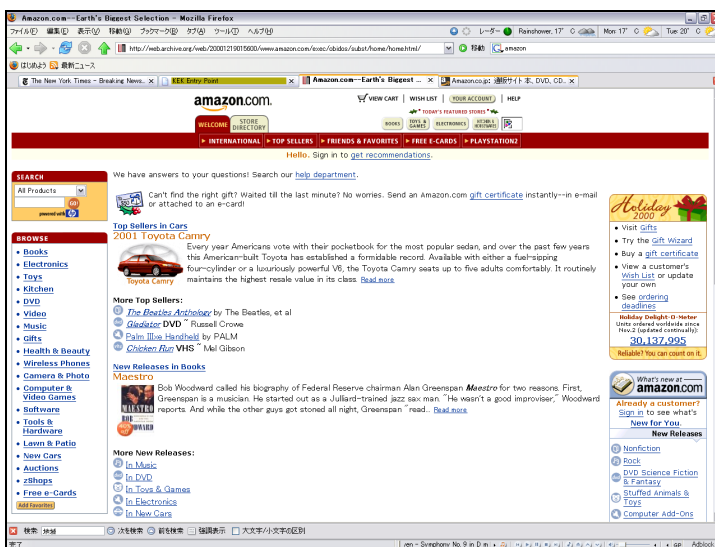 Amazon.com--Earth's Biggest Selection - Mozilla Firefox
ファイル(F) 編集(E) 表示(V) 移動(G) ブックマーク(B) タブ(A) ツール(T) ヘルプ(H)
レーダー Rainshower, 17° C Mon: 17° C Tue: 20° C
http://web.archive.org/web/20001219015600/www.amazon.com/exec/obidos/subst/home/home.html/ 移動 amazon
はじめよう 最新ニュース
The New York Times - Breaking News.. KEK Entry Point Amazon.com--Earth's Biggest ... Amazon.co.jp: 通販サイト 本、DVD、CD..
amazon.com.
VIEW CART | WISH LIST | YOUR ACCOUNT | HELP
TODAY'S FEATURED STORES
WELCOME STORE DIRECTORY BOOKS TOYS & GAMES ELECTRONICS KITCHEN &
INTERNATIONAL TOP SELLERS FRIENDS & FAVORITES FREE E-CARDS PLAYSTATION2
Hello. Sign in to get recommendations.
SEARCH
All Products
GO!
powered with hp
BROWSE
Books
Electronics
Toys
Kitchen
DVD
Video
Music
Gifts
Health & Beauty
Wireless Phones
Camera & Photo
Computer &
Video Games
Software
Tools &
Hardware
Lawn & Patio
New Cars
Auctions
zShops
Free e-Cards
Add Favorites
We have answers to your questions! Search our help department.
Can't find the right gift? Waited till the last minute? No worries. Send an Amazon.com gift certificate instantly--in e-mail
or attached to an e-card!
Top Sellers in Cars
2001 Toyota Camry
Every year Americans vote with their pocketbook for the most popular sedan, and over the past few years
this American-built Toyota has established a formidable record. Available with either a fuel-sipping
four-cylinder or a luxuriously powerful V6, the Toyota Camry seats up to five adults comfortably. It routinely
maintains the highest resale value in its class. Read more
Toyota Camry
More Top Sellers:
The Beatles Anthology by The Beatles, et al
Gladiator DVD ~ Russell Crowe
Palm IIIxe Handheld by PALM
Chicken Run VHS ~ Mel Gibson
New Releases in Books
Maestro
Bob Woodward called his biography of Federal Reserve chairman Alan Greenspan Maestro for two reasons. First,
Greenspan is a musician. He started out as a Julliard-trained jazz sax man. "He wasn't a good improviser," Woodward
reports. And while the other guys got stoned all night, Greenspan "read... Read more
MAESTRO
BOB
WOODWARD
More New Releases:
In Music
In DVD
In Toys & Games
In Electronics
In New Cars
Holiday
2000
Visit Gifts
Try the Gift Wizard
Buy a gift certificate
View a customer's
Wish List or update
your own
See ordering
deadlines
Holiday Delight-O-Meter
Units ordered worldwide since
Nov.2 (updated continually):
30,137,995
Reliable? You can count on it.
What's new at
amazon.com
Already a customer?
Sign in to see what's
New for You.
New Releases
Nonfiction
Rock
DVD Science Fiction
& Fantasy
Stuffed Animals &
Toys
Computer Add-Ons
検索: 次を検索 前を検索 強調表示 大文字/小文字の区別
完了 ven - Symphony No. 9 in D m GP Adblock